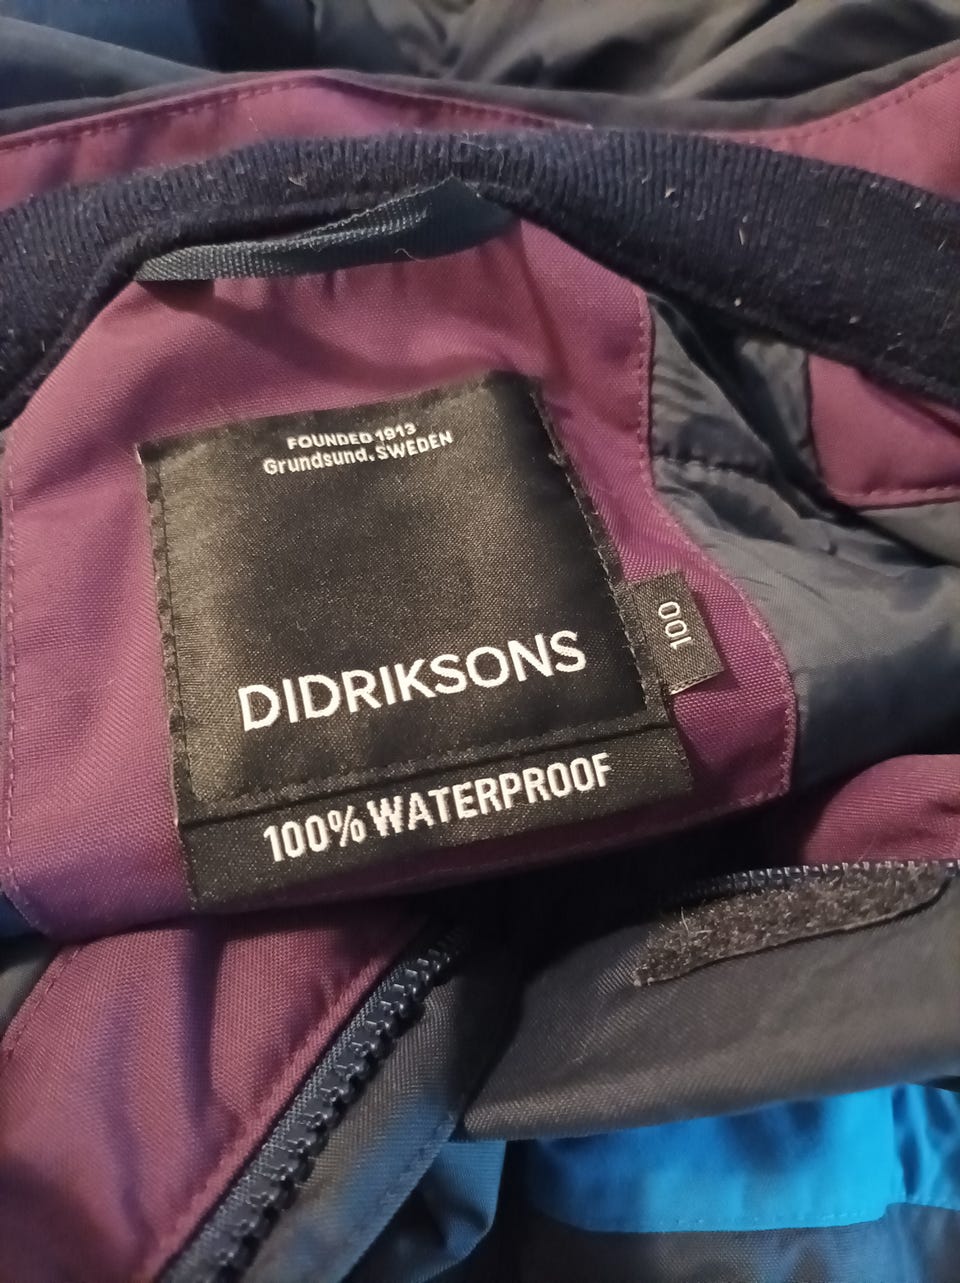 FOUNDED 1913
Grundsund. SWEDEN
DIDRIKSONS
100
100% WATERPROOF